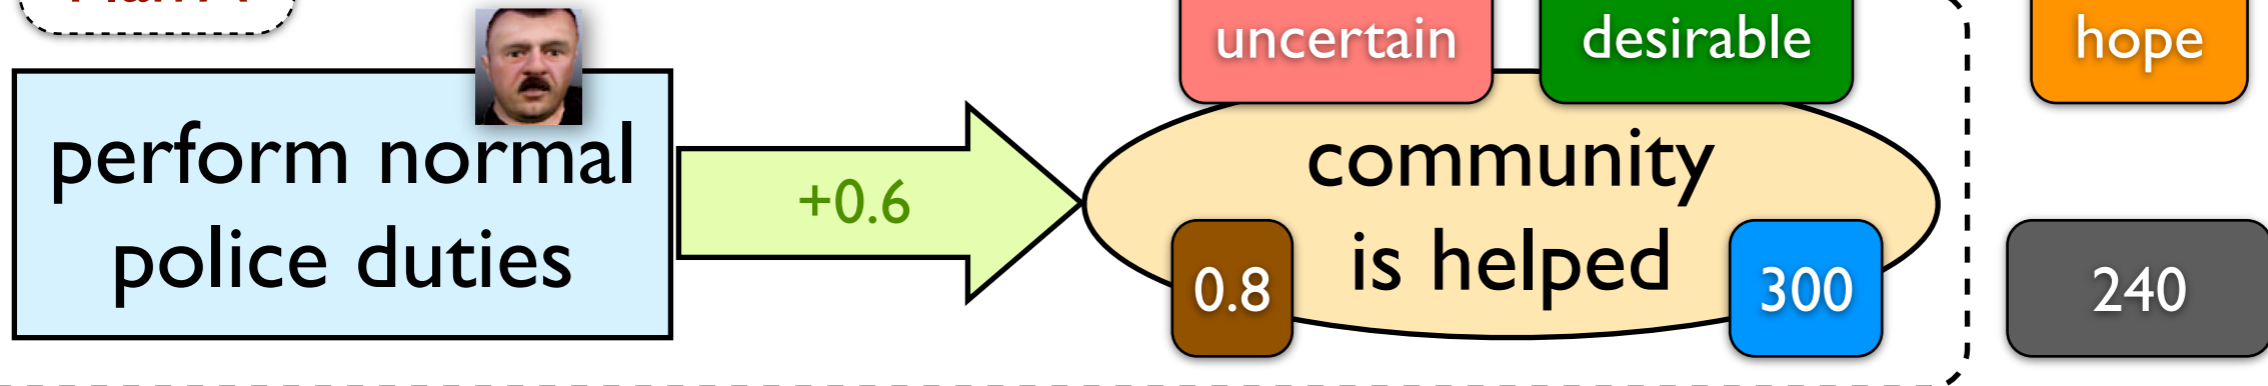 uncertain
desirable
hope
perform normal
police duties
+0.6
community
is helped
0.8
300
240